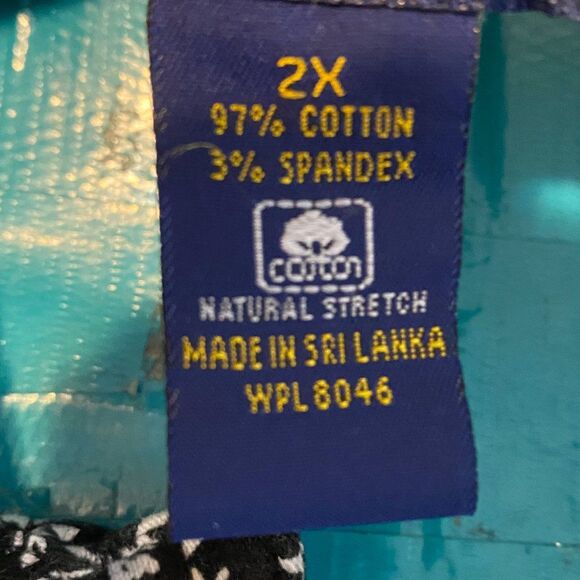 2X
97% COTTON
3% SPANDEX
COTTON
NATURAL STRETCH
MADE IN SRI LANKA
WPL 8046